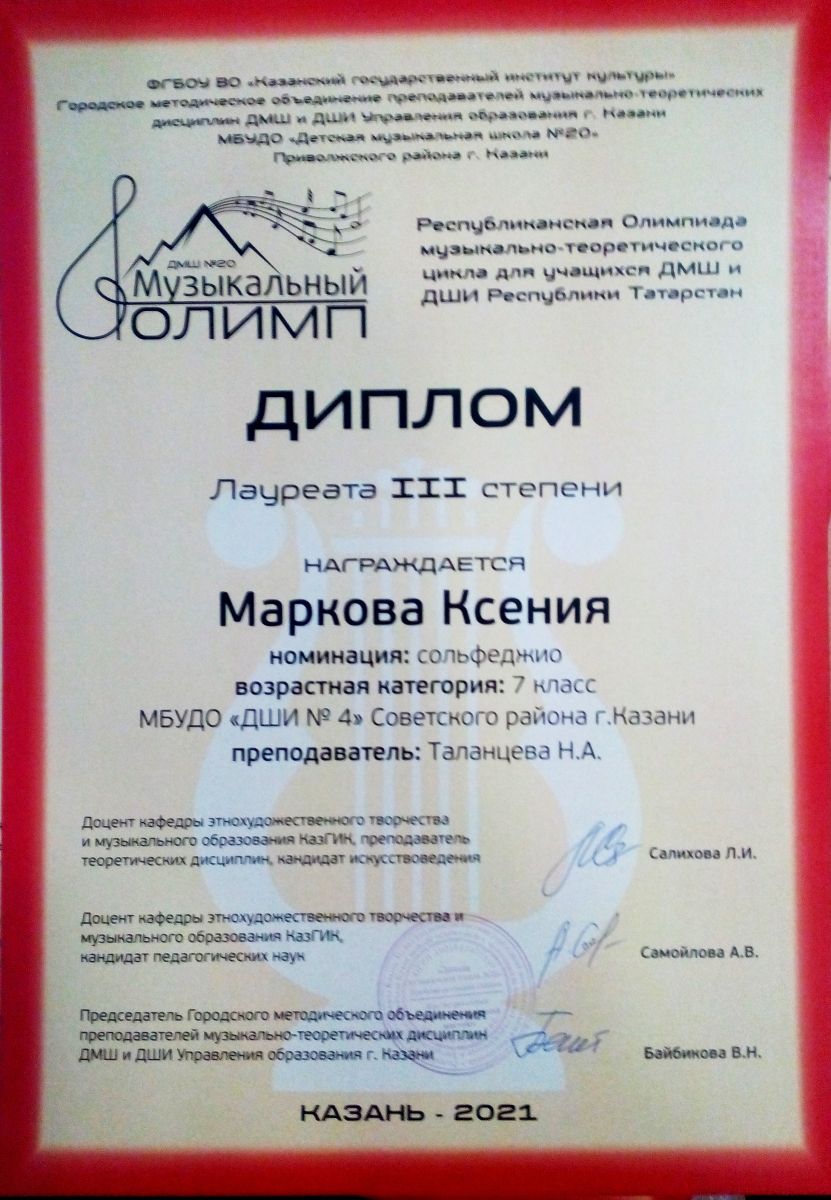 ФГБОУ ВО «Казанский государственный институт культуры»
Городское методическое объединение преподавателей музыкально-теоретических
дисциплин ДМШ и ДШИ Управления образования г. Казани
МБУДО «Детская музыкальная школа №20»
Приволжского района г. Казани
ДМШ №20
Музыкальный
ОЛИМП
Республиканская Олимпиада
музыкально-теоретического
цикла для учащихся ДМШ и
ДШИ Республики Татарстан
ДИПЛОМ
Лауреата III степени
НАГРАЖДАЕТСЯ
Маркова Ксения
номинация: сольфеджио
возрастная категория: 7 класс
МБУДО «ДШИ № 4» Советского района г.Казани
преподаватель: Таланцева Н.А.
Доцент кафедры этнохудожественного творчества
и музыкального образования КазГИК, преподаватель
теоретических дисциплин, кандидат искусствоведения
Салихова Л.И.
Доцент кафедры этнохудожественного творчества и
музыкального образования КазГИК,
кандидат педагогических наук
Самойлова А.В.
Председатель Городского методического объединения
преподавателей музыкально-теоретических дисциплин
ДМШ и ДШИ Управления образования г. Казани
Байбикова В.Н.
КАЗАНЬ - 2021